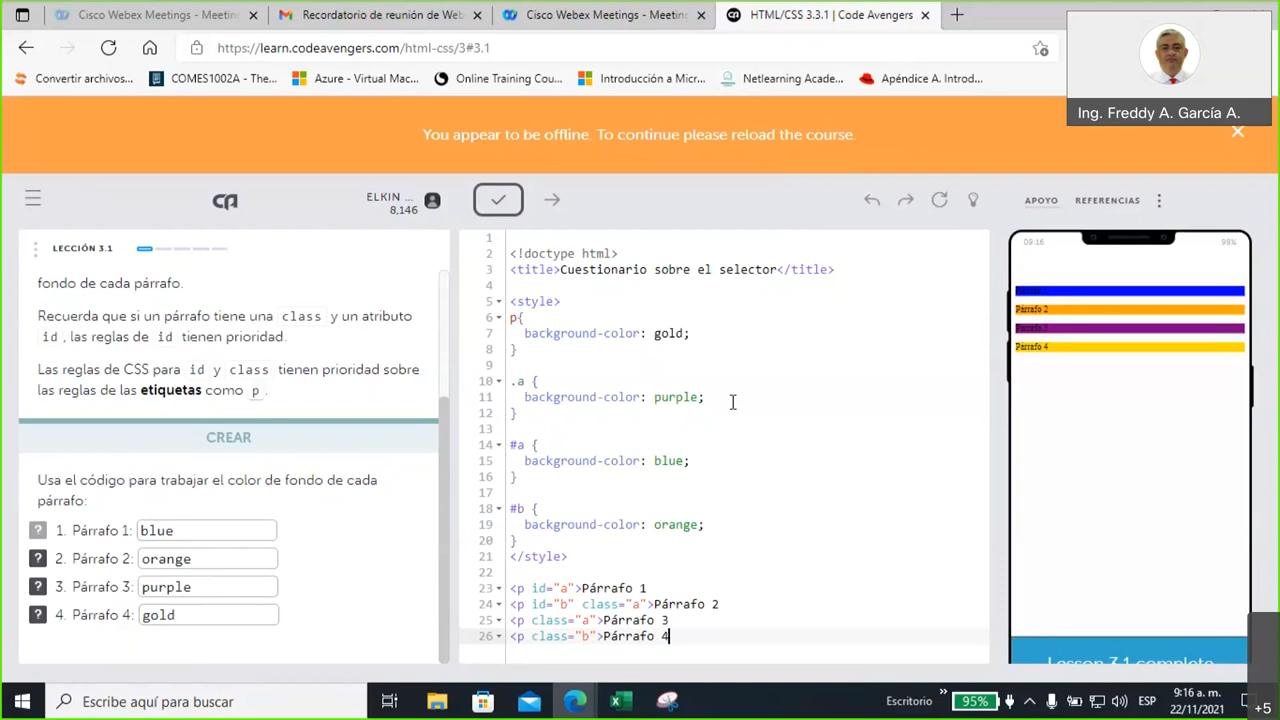 Cisco Webex Meetings - Meetin
Recordatorio de reunión de Web
Cisco Webex Meetings - Meeting
HTML/CSS 3.3.1 | Code Avengers
https://learn.codeavengers.com/html-css/3#3.1
Convertir archivos...
COMES1002A - The...
Azure - Virtual Mac...
Online Training Cou...
Introducción a Micr...
Netlearning Acade...
Apéndice A. Introd...
Ing. Freddy A. García A.
You appear to be offline. To continue please reload the course.
ELKIN ...
8,146
APOYO
REFERENCIAS
LECCIÓN 3.1
fondo de cada párrafo.
Recuerda que si un párrafo tiene una class y un atributo
id , las reglas de id tienen prioridad.
Las reglas de CSS para id y class tienen prioridad sobre
las reglas de las etiquetas como p .
CREAR
Usa el código para trabajar el color de fondo de cada
párrafo:
? 1. Párrafo 1: blue
? 2. Párrafo 2: orange
? 3. Párrafo 3: purple
? 4. Párrafo 4: gold
1
2 <!doctype html>
3 <title>Cuestionario sobre el selector</title>
4
5 <style>
6 p{
7 background-color: gold;
8 }
9
10 .a {
11 background-color: purple;
12 }
13
14 #a {
15 background-color: blue;
16 }
17
18 #b {
19 background-color: orange;
20 }
21 </style>
22
23 <p id="a">Párrafo 1
24 <p id="b" class="a">Párrafo 2
25 <p class="a">Párrafo 3
26 <p class="b">Párrafo 4
09:16
98%
Párrafo 2
Párrafo 3
Párrafo 4
Lesson 3.1 complete
Escribe aquí para buscar
Escritorio
95%
ESP
9:16 a. m.
22/11/2021
+5